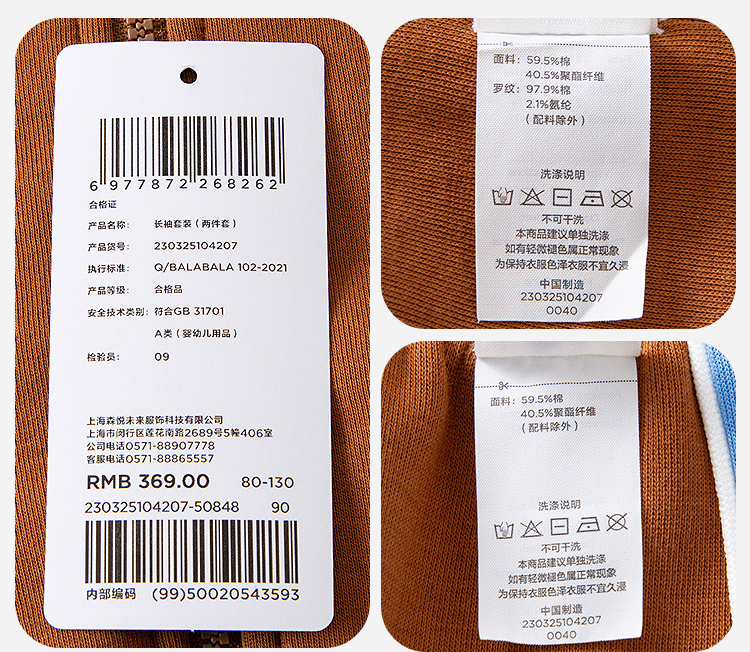 6 977872 268262
合格证
产品名称: 长袖套装(两件套)
产品货号: 230325104207
执行标准: Q/BALABALA 102-2021
产品等级: 合格品
安全技术类别: 符合GB 31701
A类(婴幼儿用品)
检验员: 09
上海森悦未来服饰科技有限公司
上海市闵行区莲花南路2689号5幢406室
公司电话0571-88907778
客服电话0571-88865557
RMB 369.00 80-130
230325104207-50848 90
内部编码 (99)50020543593
面料: 59.5%棉
40.5%聚酯纤维
罗纹: 97.9%棉
2.1%氨纶
(配料除外)
洗涤说明
不可干洗
本商品建议单独洗涤
如有轻微褪色属正常现象
为保持衣服色泽衣服不宜久浸
中国制造
230325104207
0040
面料: 59.5%棉
40.5%聚酯纤维
(配料除外)
洗涤说明
不可干洗
本商品建议单独洗涤
如有轻微褪色属正常现象
为保持衣服色泽衣服不宜久浸
中国制造
230325104207
0040